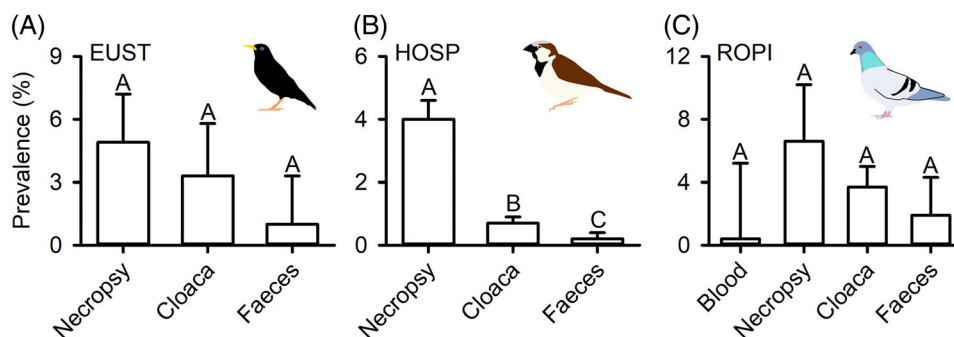 (A)
EUST
Prevalence (%)
9
6
3
0
A
A
A
Necropsy
Cloaca
Faeces
(B)
HOSP
6
4
2
0
A
B
C
Necropsy
Cloaca
Faeces
(C)
ROPI
12
8
4
0
A
A
A
A
Blood
Necropsy
Cloaca
Faeces